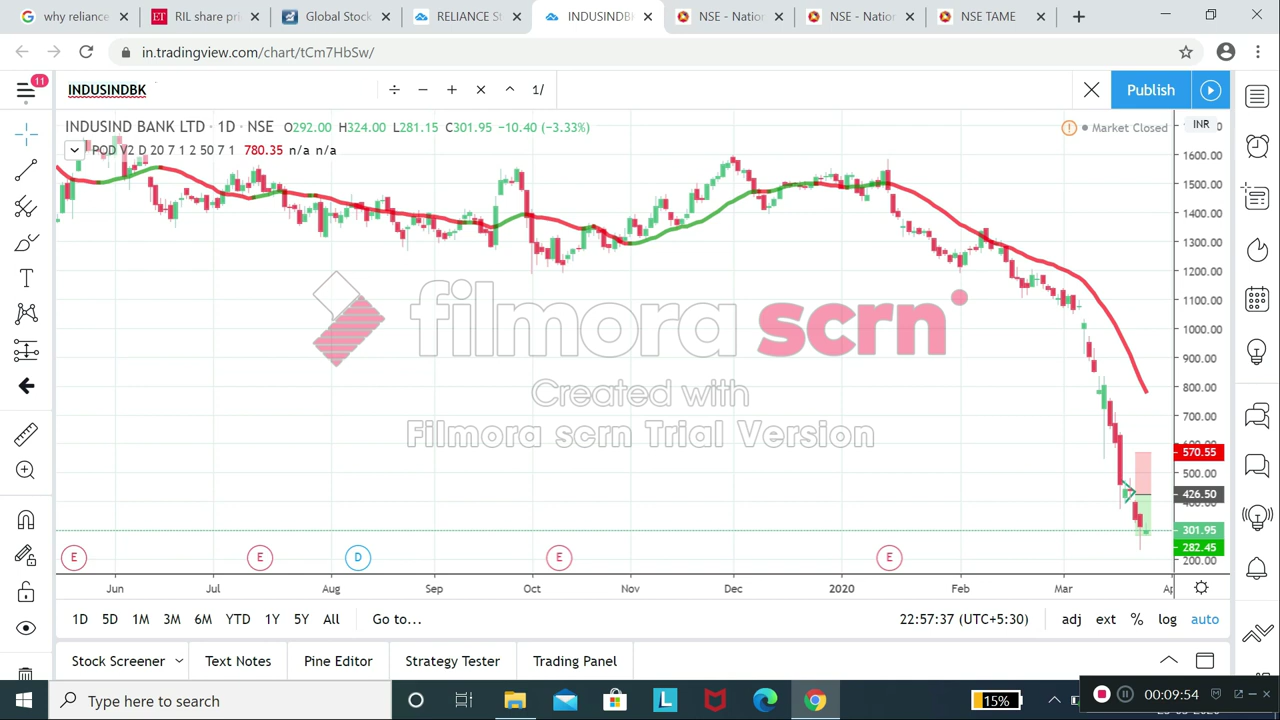 why reliance
RIL share pri
Global Stock
RELIANCE St
INDUSINDB
NSE - Nation
NSE - Nation
NSE TAME
in.tradingview.com/chart/tCm7HbSw/
11
INDUSINDBK
1/
Publish
INDUSIND BANK LTD · 1D · NSE O292.00 H324.00 L281.15 C301.95 −10.40 (−3.33%)
Market Closed
INR
POD V2 D 20 7 1 2 50 7 1 780.35 n/a n/a
1600.00
1500.00
1400.00
1300.00
1200.00
1100.00
1000.00
900.00
800.00
700.00
500.00
200.00
570.55
426.50
301.95
282.45
filmora scrn
Created with
Filmora scrn Trial Version
E
E
D
E
E
Jun Jul Aug Sep Oct Nov Dec 2020 Feb Mar
1D 5D 1M 3M 6M YTD 1Y 5Y All Go to... 22:57:37 (UTC+5:30) adj ext % log auto
Stock Screener Text Notes Pine Editor Strategy Tester Trading Panel
Type here to search
15%
00:09:54